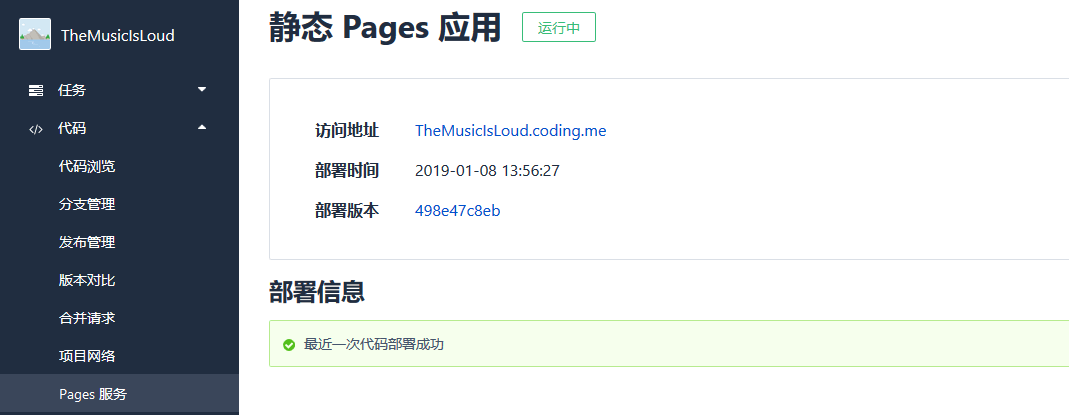 TheMusicIsLoud
任务
代码
代码浏览
分支管理
发布管理
版本对比
合并请求
项目网络
Pages 服务
静态 Pages 应用
运行中
访问地址 TheMusicIsLoud.coding.me
部署时间 2019-01-08 13:56:27
部署版本 498e47c8eb
部署信息
最近一次代码部署成功